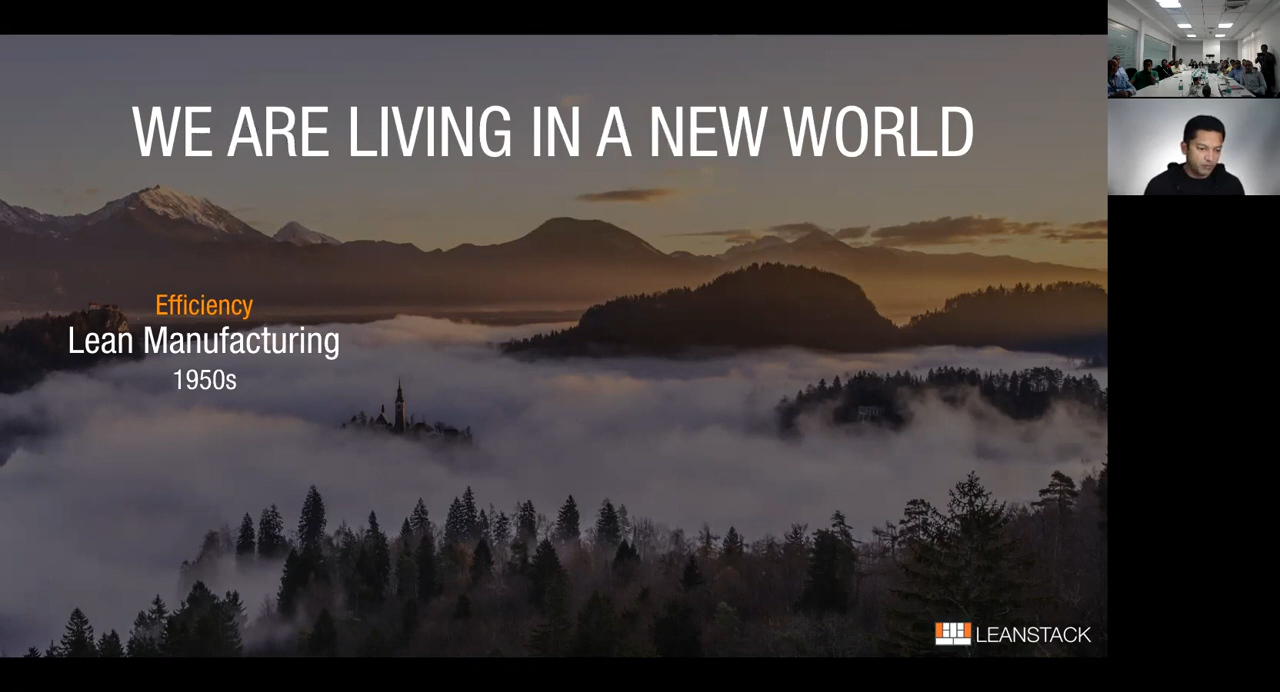 WE ARE LIVING IN A NEW WORLD
Efficiency
Lean Manufacturing
1950s
LEANSTACK